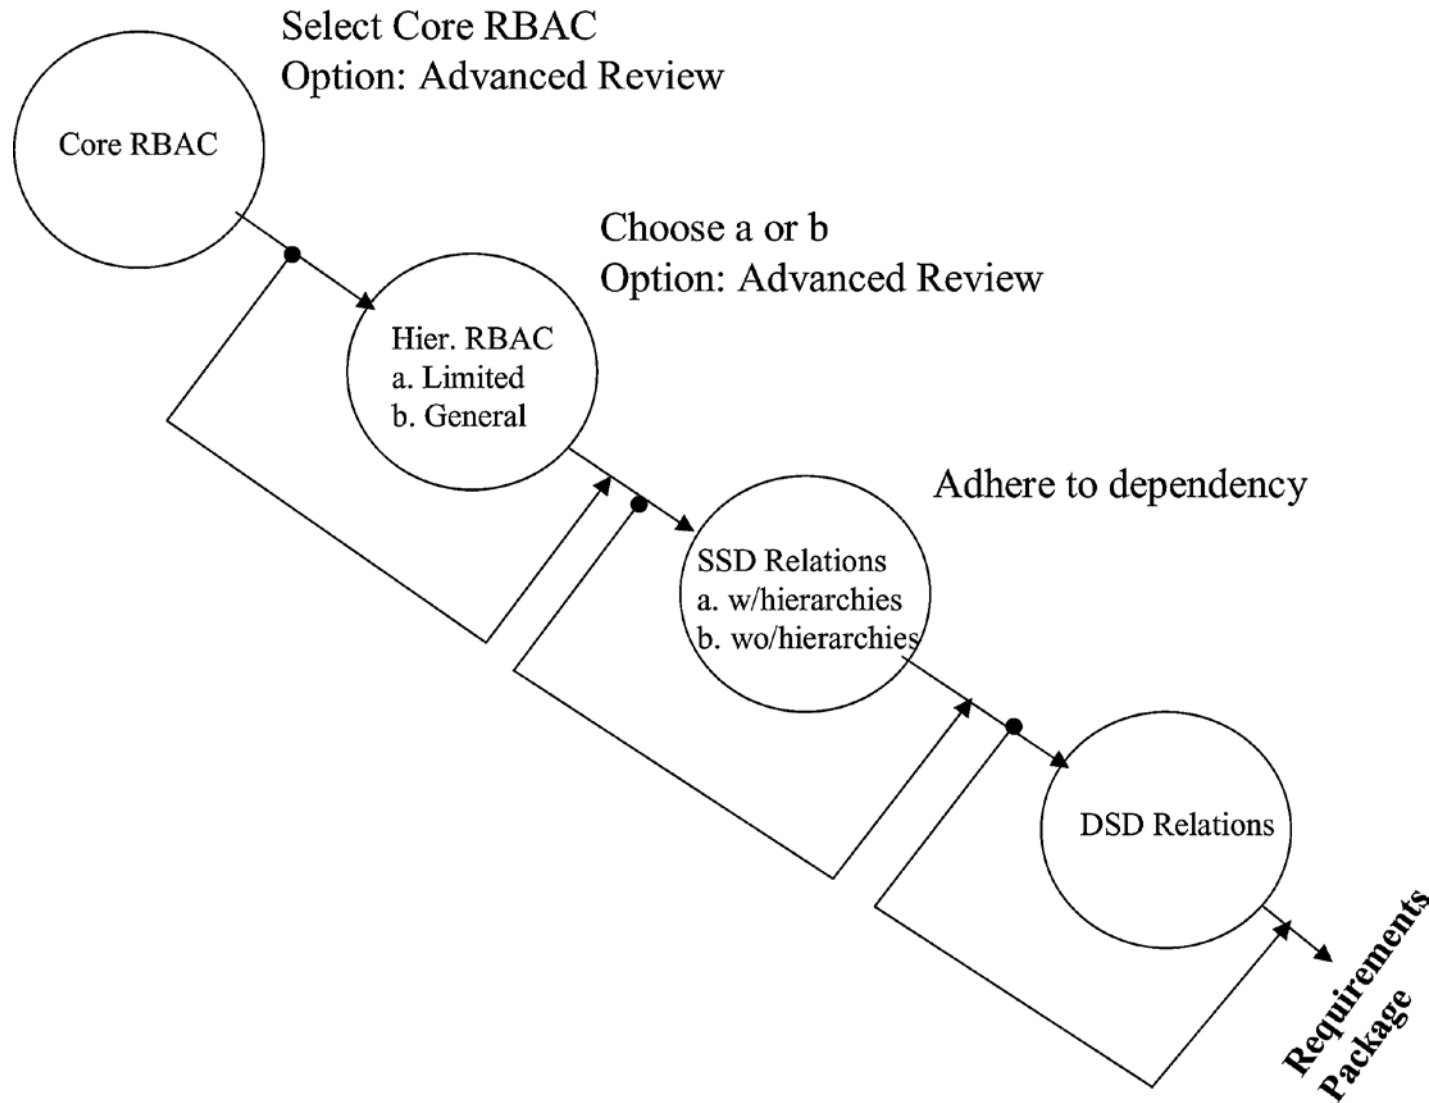 Select Core RBAC
Option: Advanced Review
Core RBAC
Choose a or b
Option: Advanced Review
Hier. RBAC
a. Limited
b. General
Adhere to dependency
SSD Relations
a. w/hierarchies
b. wo/hierarchies
DSD Relations
Requirements
Package